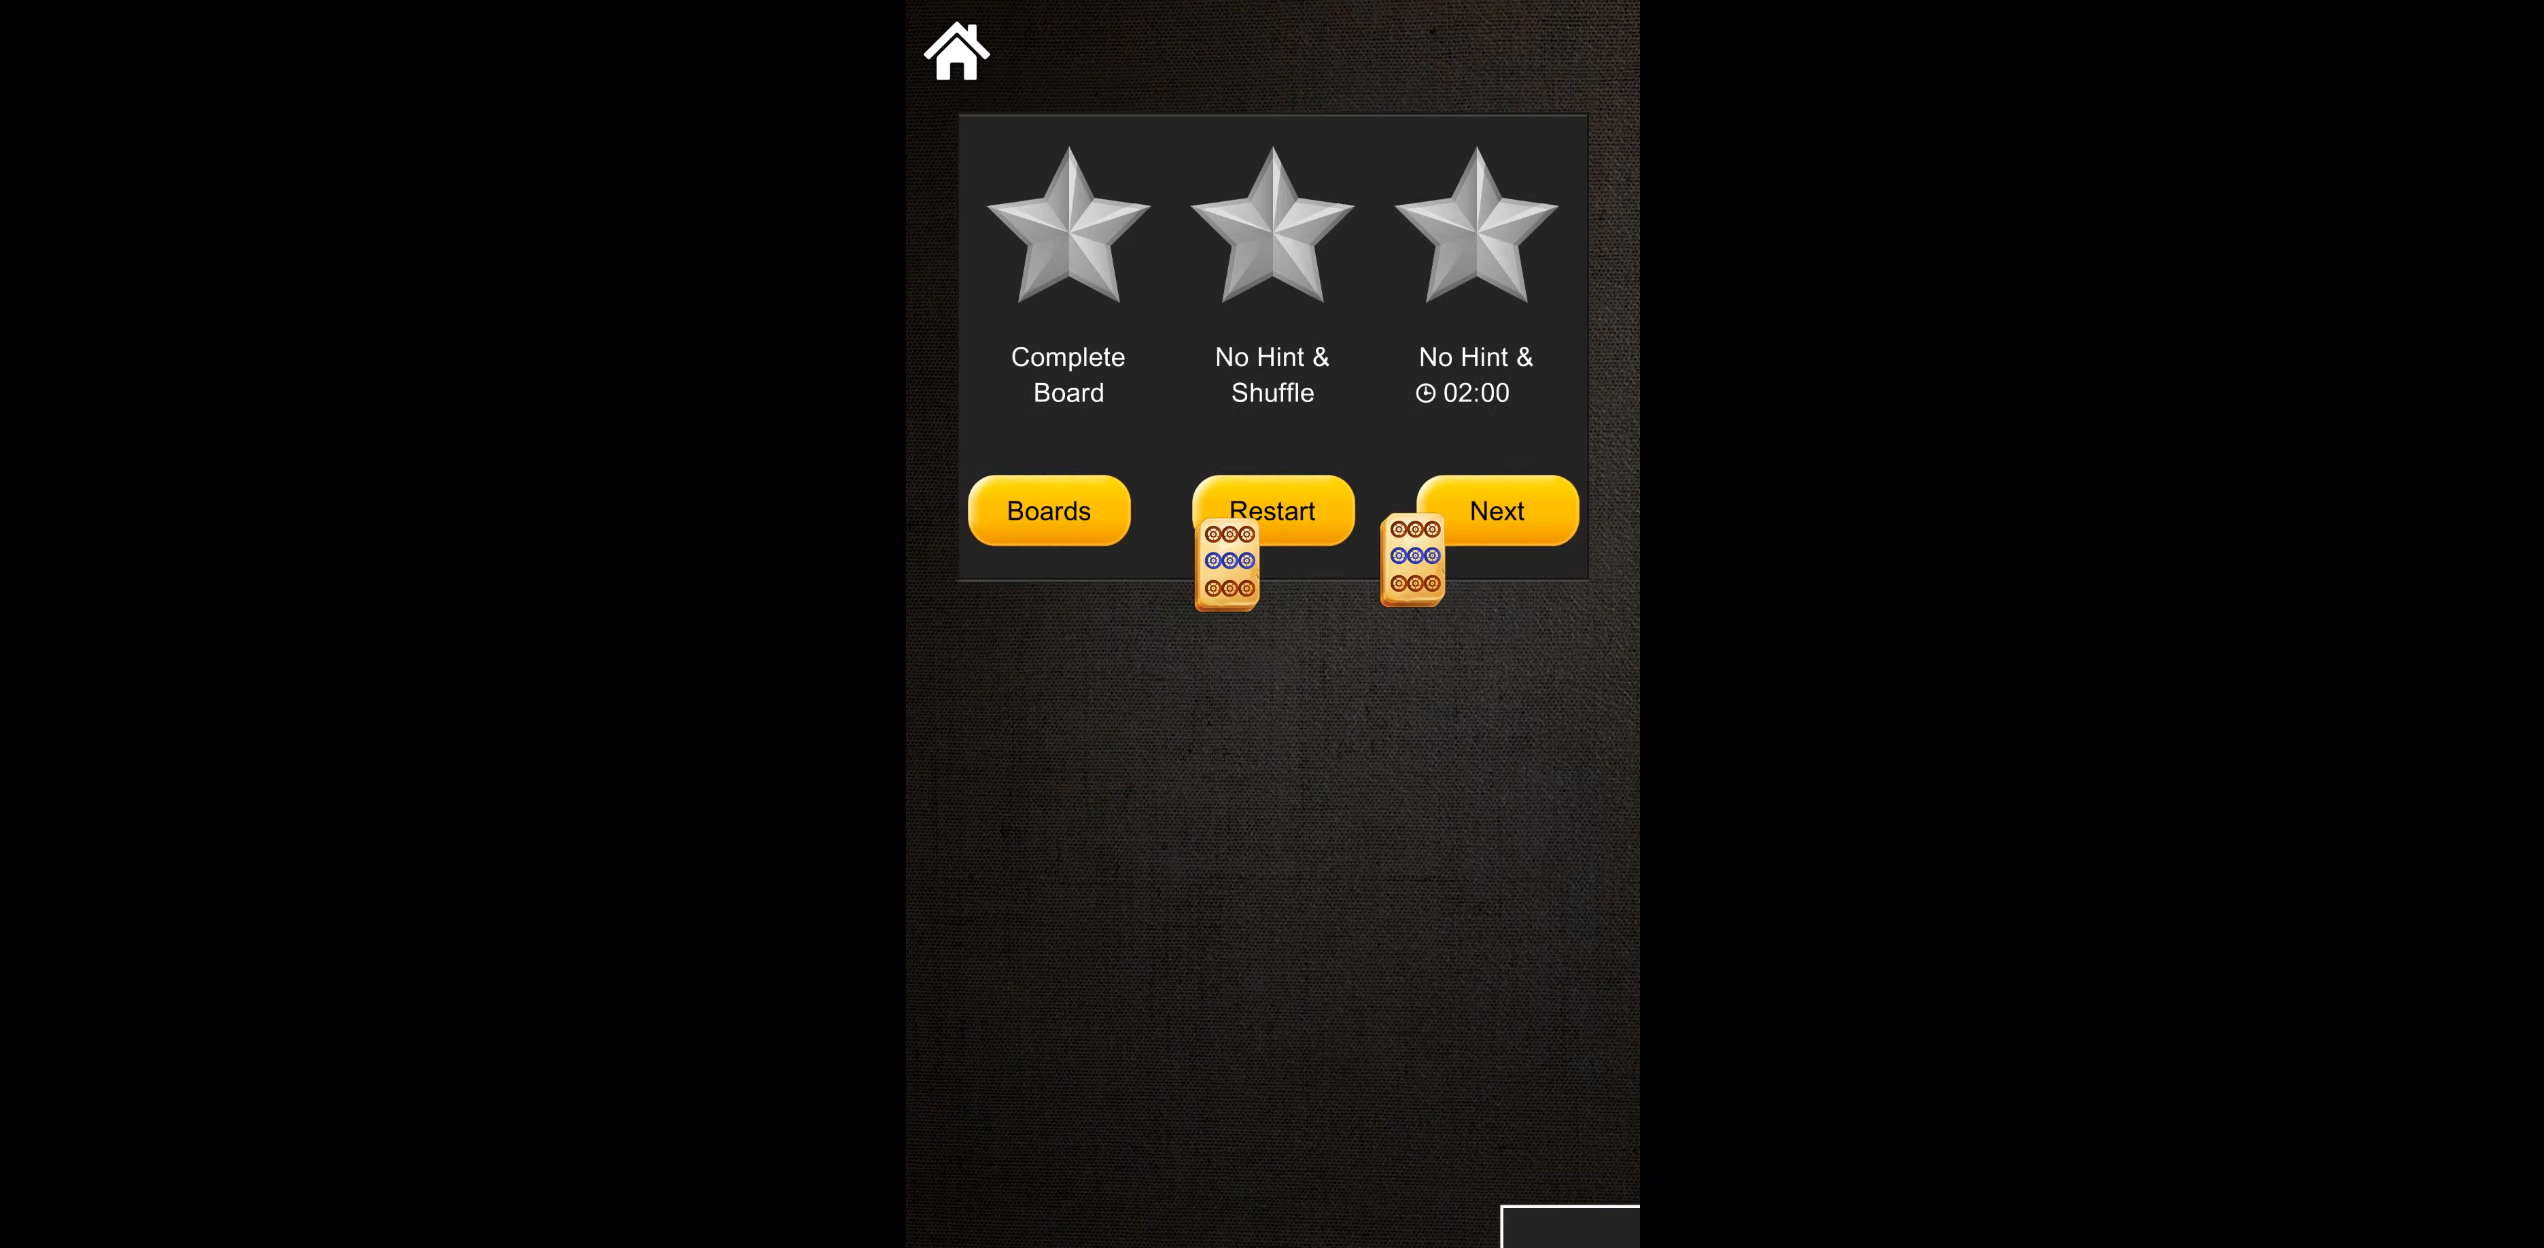 Complete
Board
No Hint &
Shuffle
No Hint &
02:00
Boards
Restart
Next